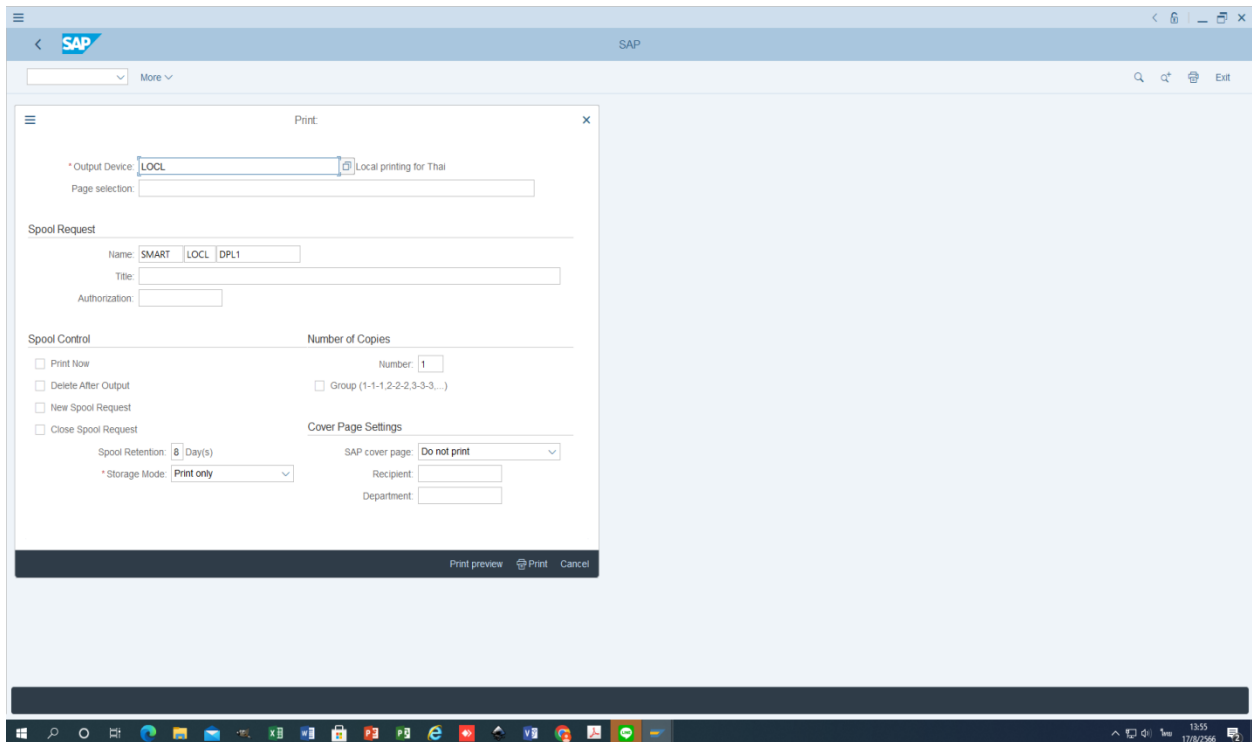 SAP
SAP
More
Exit
Print:
* Output Device: LOCL Local printing for Thai
Page selection:
Spool Request
Name: SMART LOCL DPL1
Title:
Authorization:
Spool Control
Number of Copies
Print Now
Number: 1
Delete After Output
Group (1-1-1,2-2-2,3-3-3,...)
New Spool Request
Close Spool Request
Cover Page Settings
Spool Retention: 8 Day(s)
SAP cover page: Do not print
* Storage Mode: Print only
Recipient:
Department:
Print preview Print Cancel
13:55
ไทย
17/8/2566